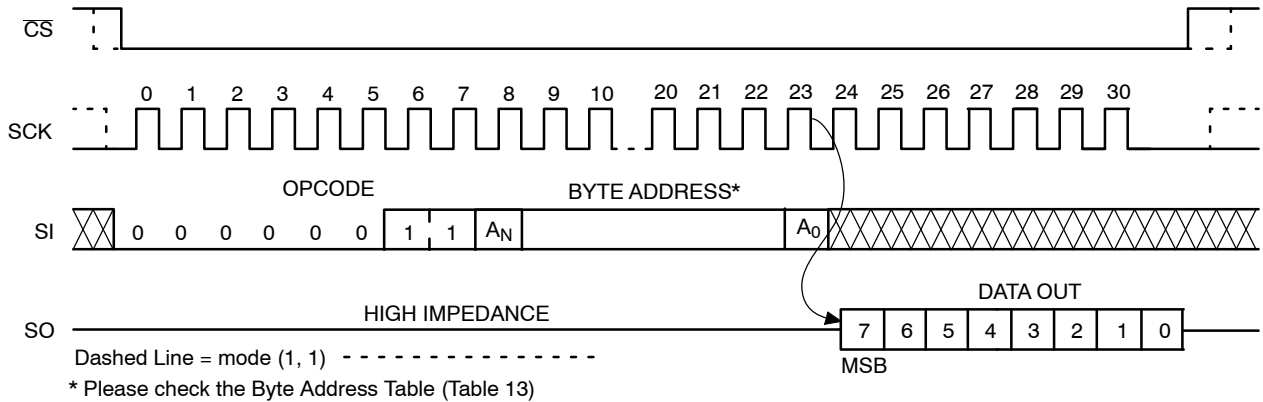 CS
0 1 2 3 4 5 6 7 8 9 10 20 21 22 23 24 25 26 27 28 29 30
SCK
OPCODE BYTE ADDRESS*
SI 0 0 0 0 0 0 1 1 AN A0
DATA OUT
HIGH IMPEDANCE
SO 7 6 5 4 3 2 1 0
Dashed Line = mode (1, 1) - - - - - - - - - - - - - - - - - -
MSB
* Please check the Byte Address Table (Table 13)